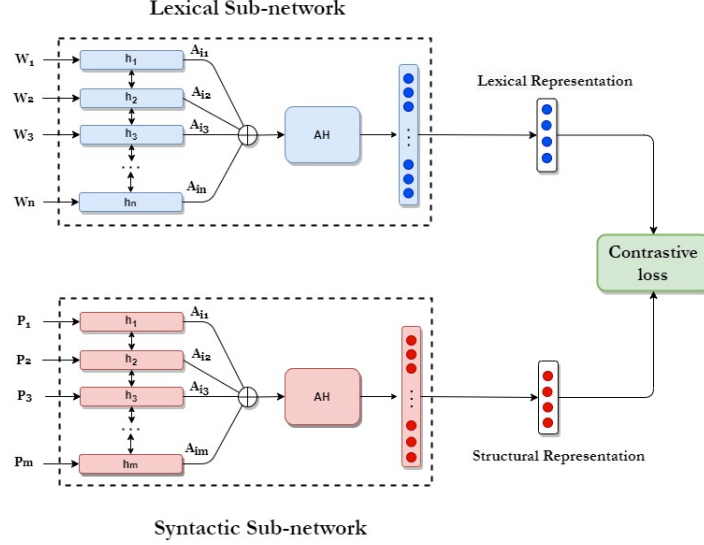 Lexical Sub-network
W1
h1
Ai1
W2
h2
Ai2
W3
h3
Ai3
...
Wn
hn
Ain
AH
Lexical Representation
Contrastive
loss
P1
h1
Ai1
P2
h2
Ai2
P3
h3
Ai3
...
Pm
hm
Aim
AH
Structural Representation
Syntactic Sub-network